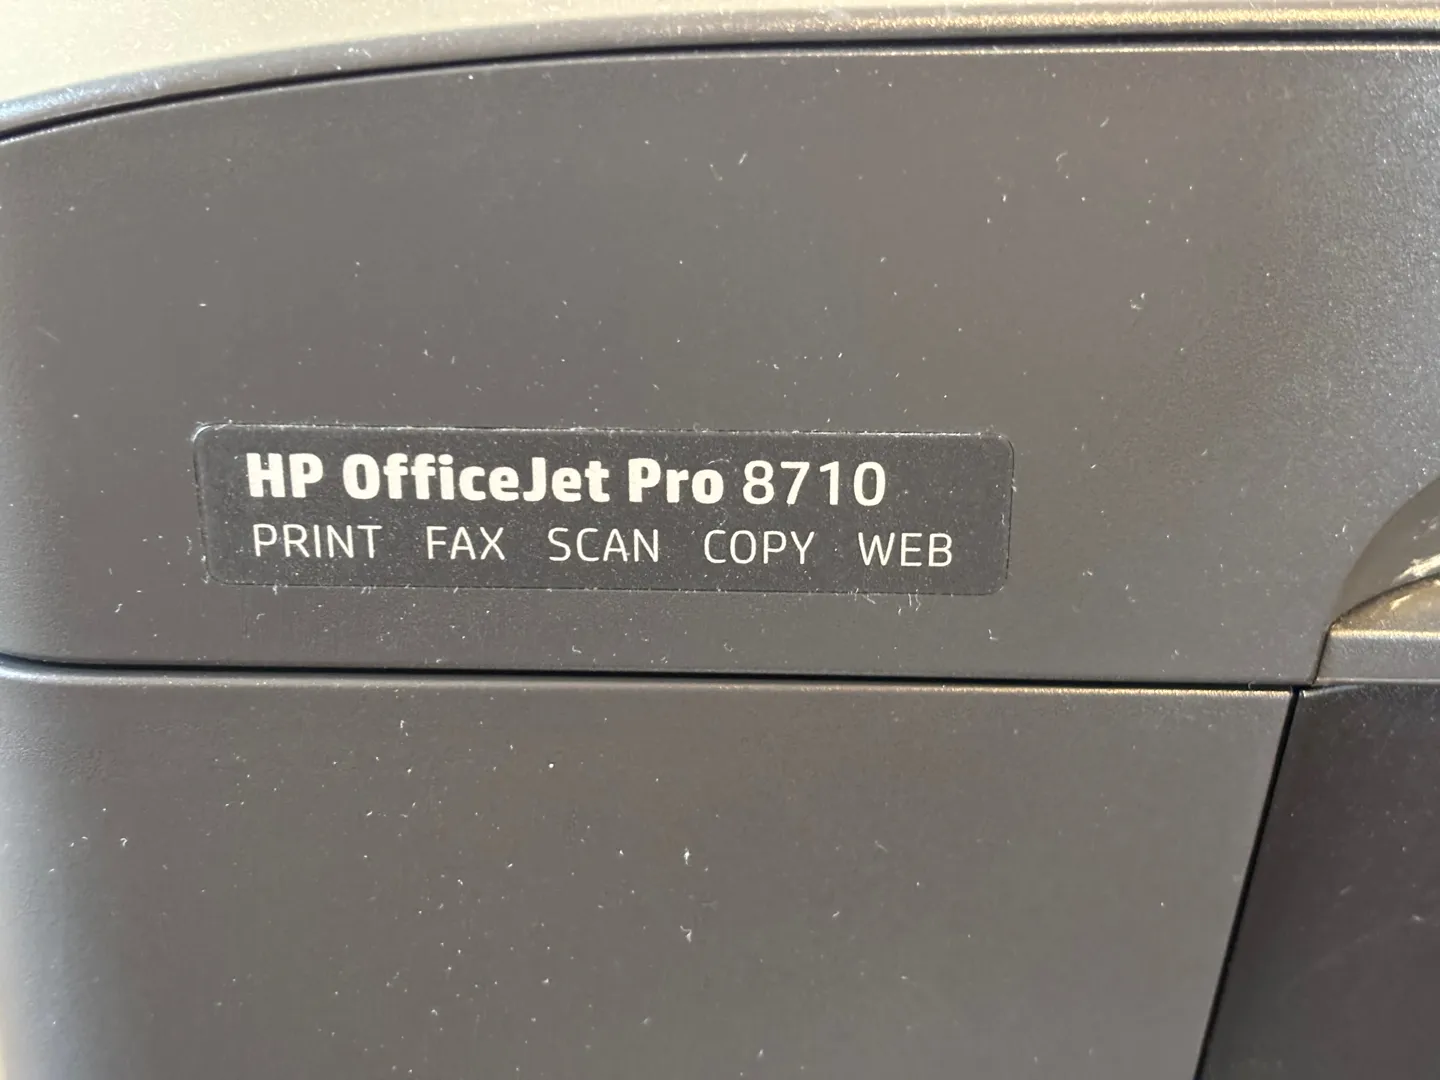 HP OfficeJet Pro 8710
PRINT FAX SCAN COPY WEB